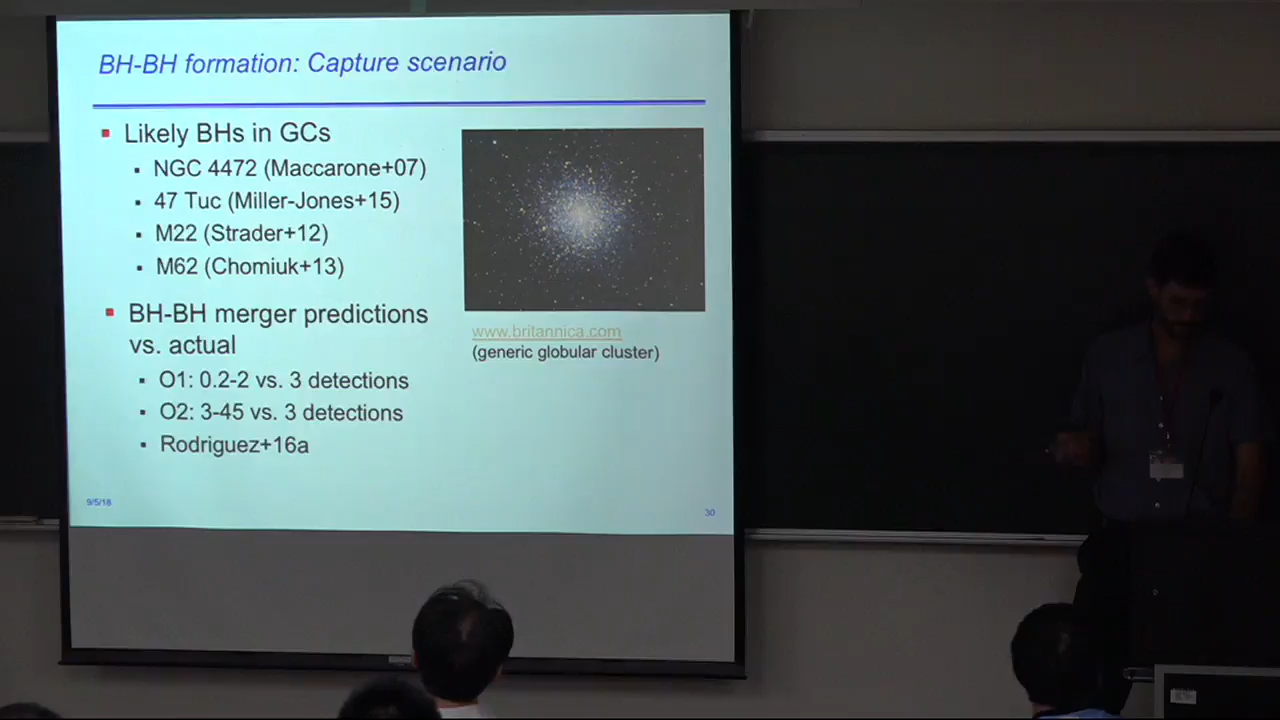 BH-BH formation: Capture scenario
Likely BHs in GCs
NGC 4472 (Maccarone+07)
47 Tuc (Miller-Jones+15)
M22 (Strader+12)
M62 (Chomiuk+13)
BH-BH merger predictions
vs. actual
O1: 0.2-2 vs. 3 detections
O2: 3-45 vs. 3 detections
Rodriguez+16a
www.britannica.com
(generic globular cluster)
9/5/18
30